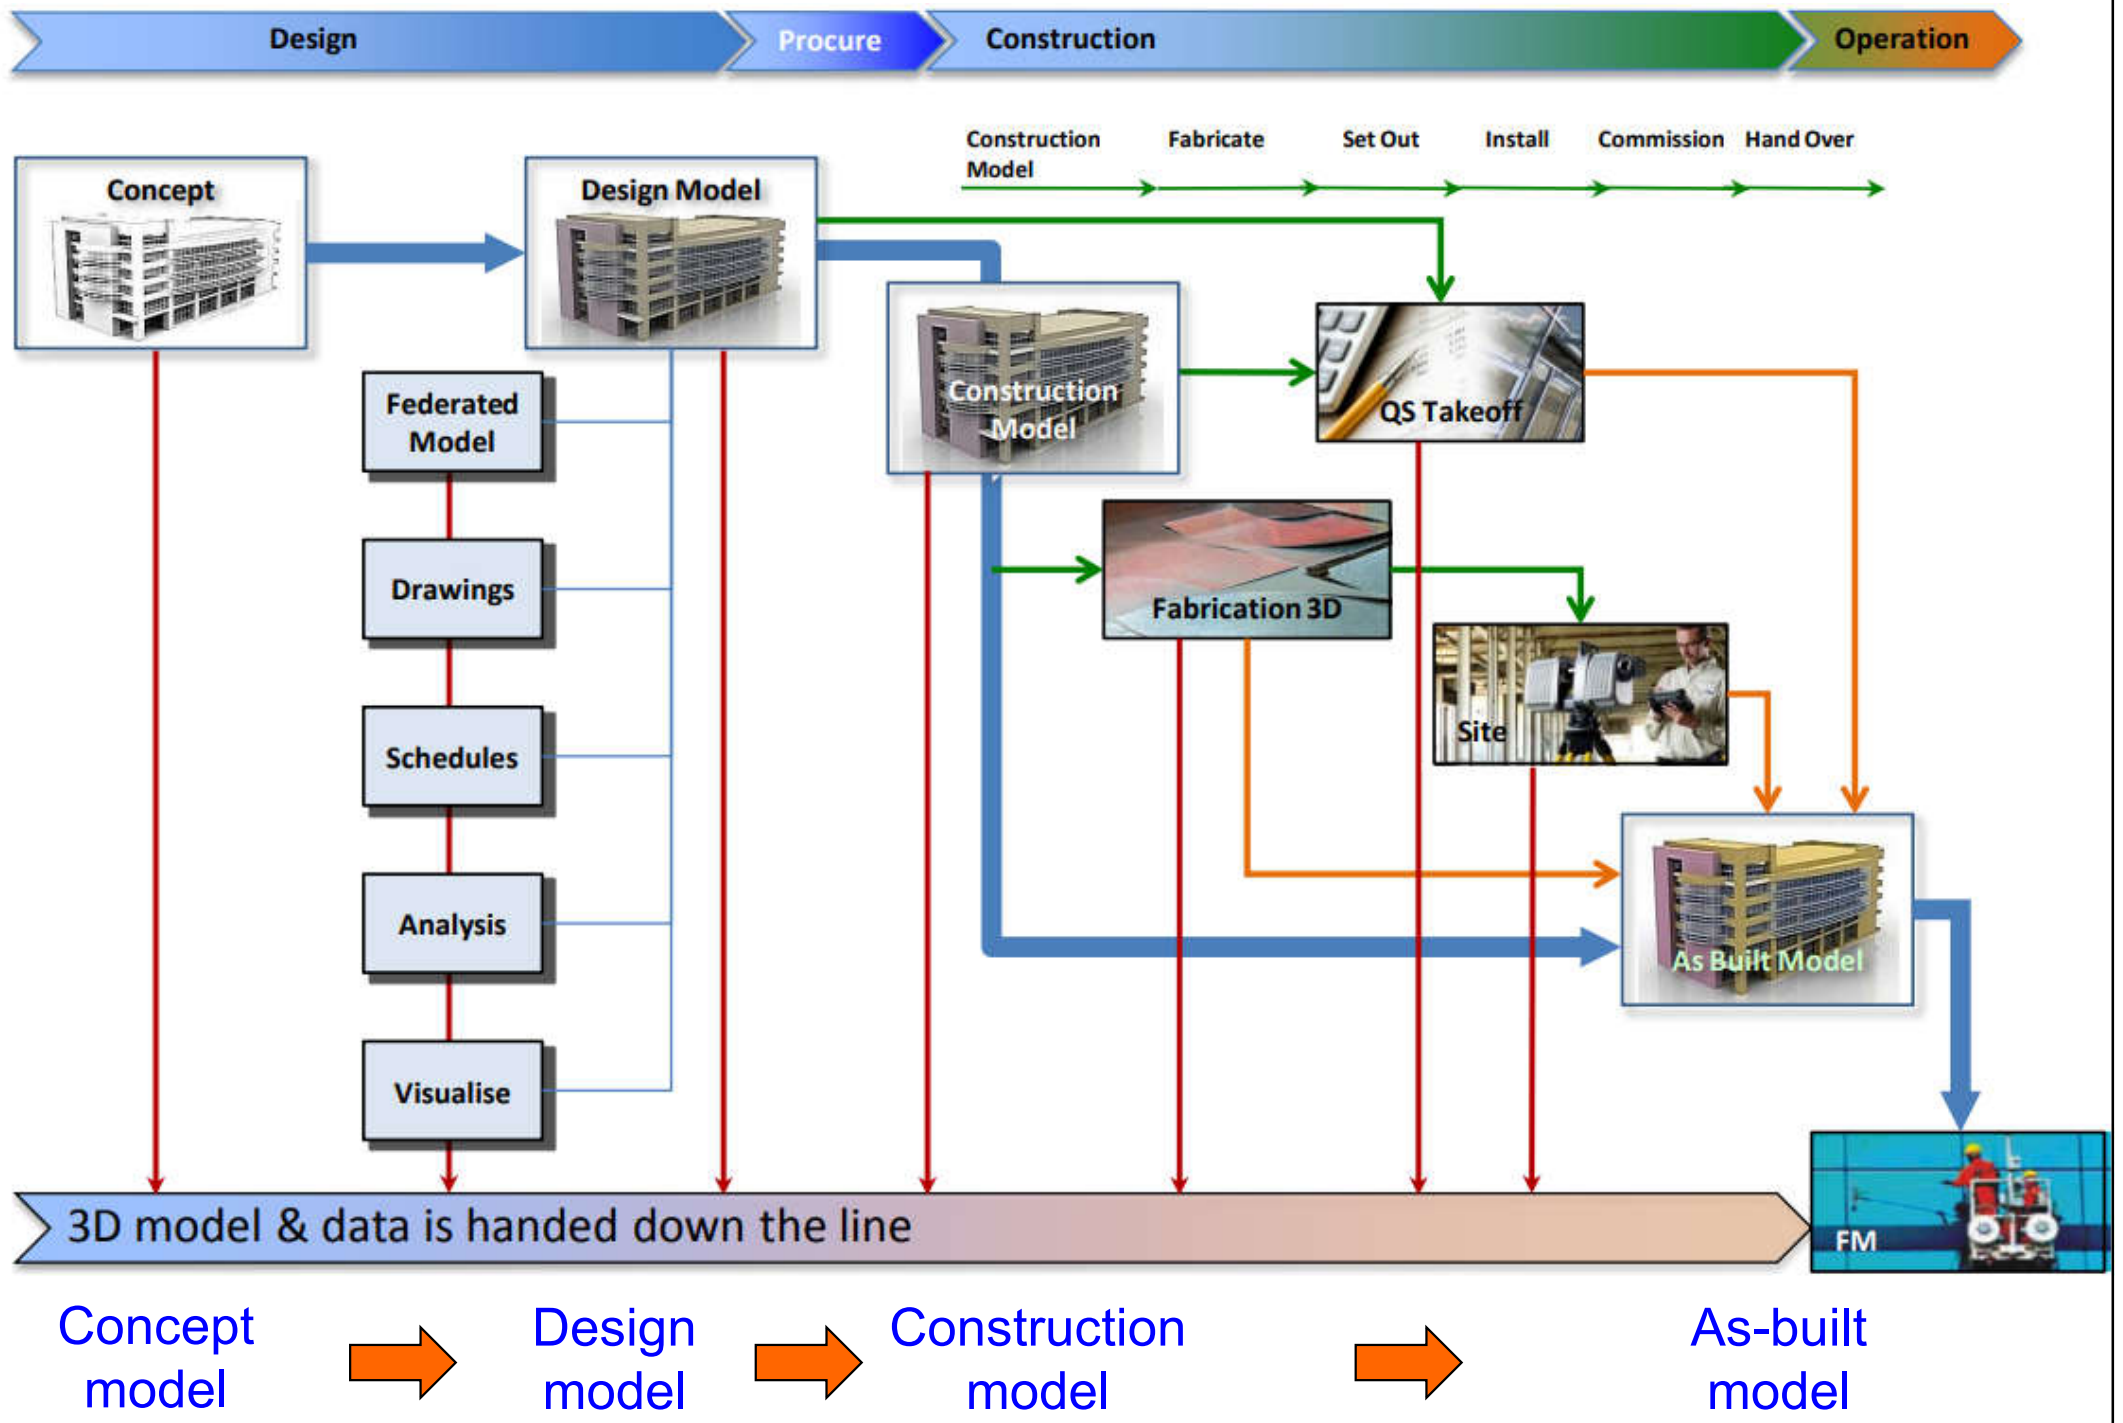 Design
Procure
Construction
Operation
Construction
Model
Fabricate
Set Out
Install
Commission
Hand Over
Concept
Design Model
Construction
Model
QS Takeoff
Federated
Model
Drawings
Schedules
Analysis
Visualise
Fabrication 3D
Site
As Built Model
3D model & data is handed down the line
FM
Concept
model
Design
model
Construction
model
As-built
model